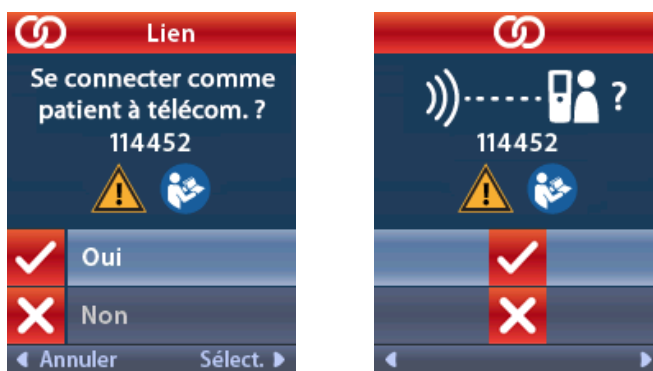 Lien
Se connecter comme
patient à télécom. ?
114452
Oui
Non
Annuler Sélect.
?
114452